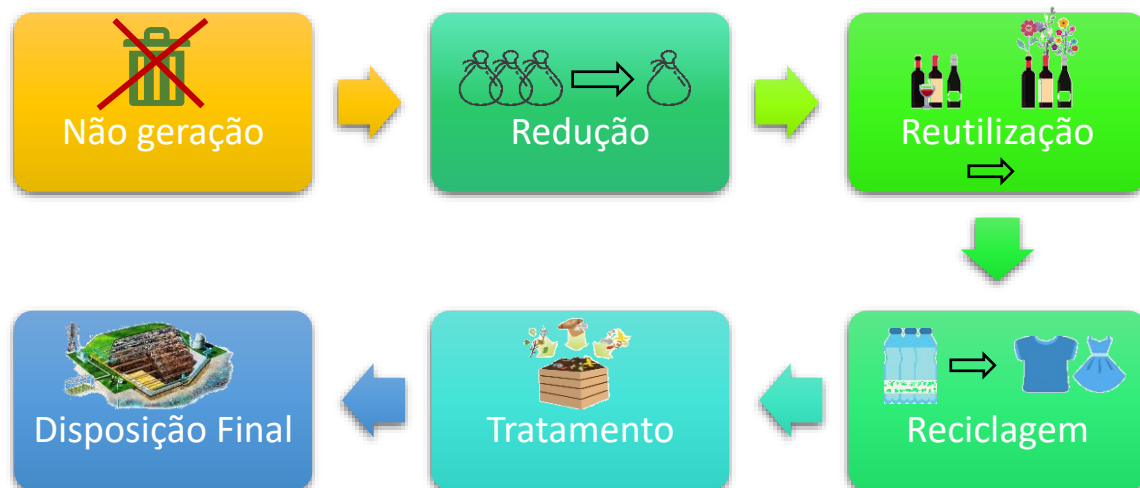 Não geração
Redução
Reutilização
Reciclagem
Tratamento
Disposição Final